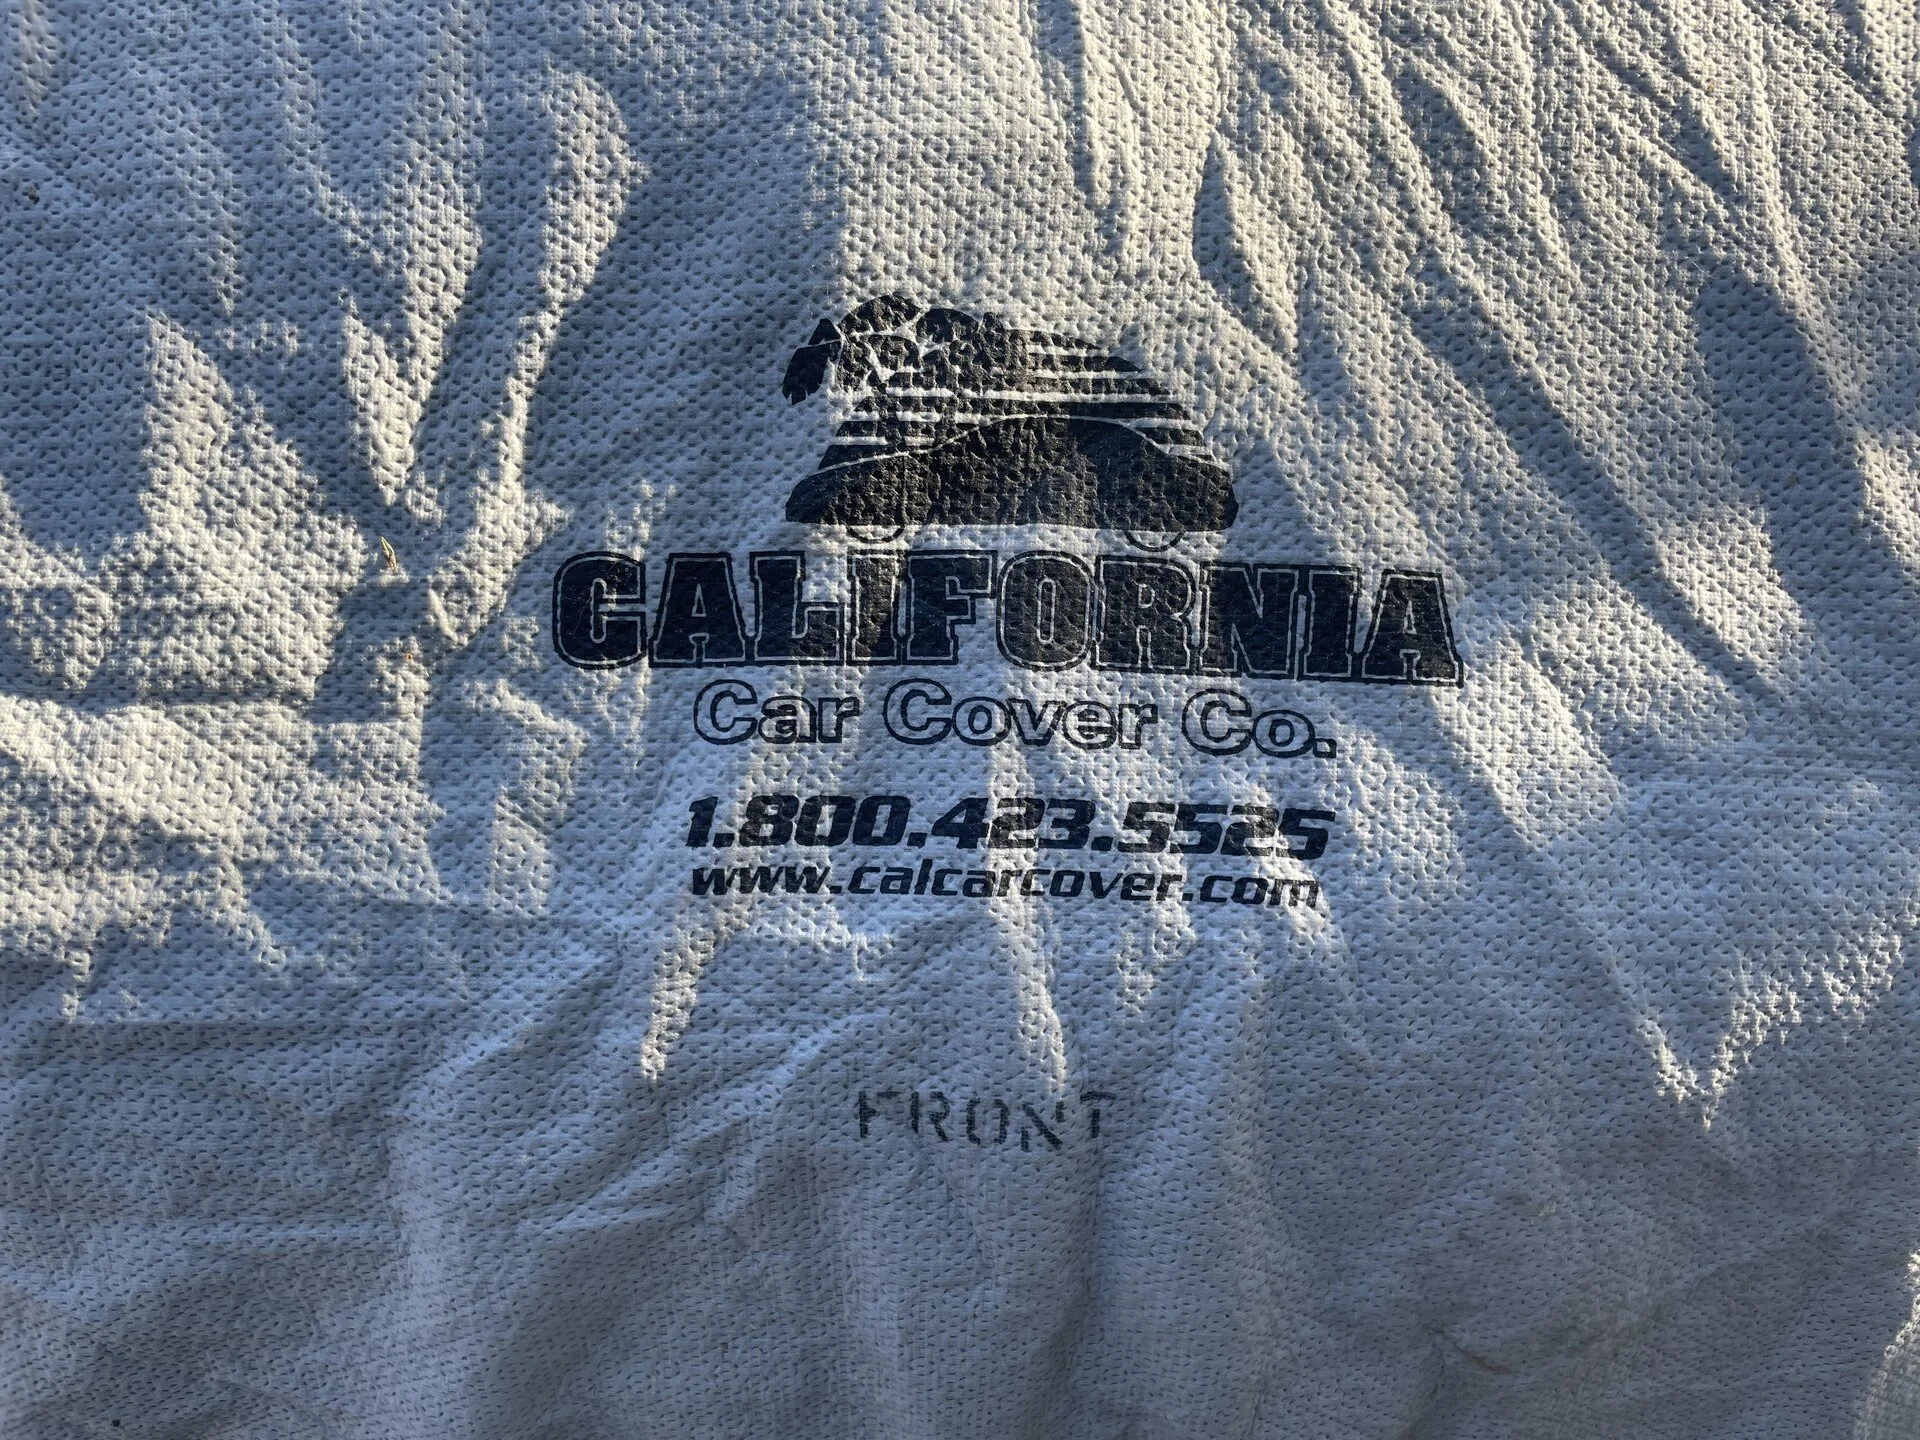 CALIFORNIA
Car Cover Co.
1.800.423.5525
www.calcarcover.com
FRONT